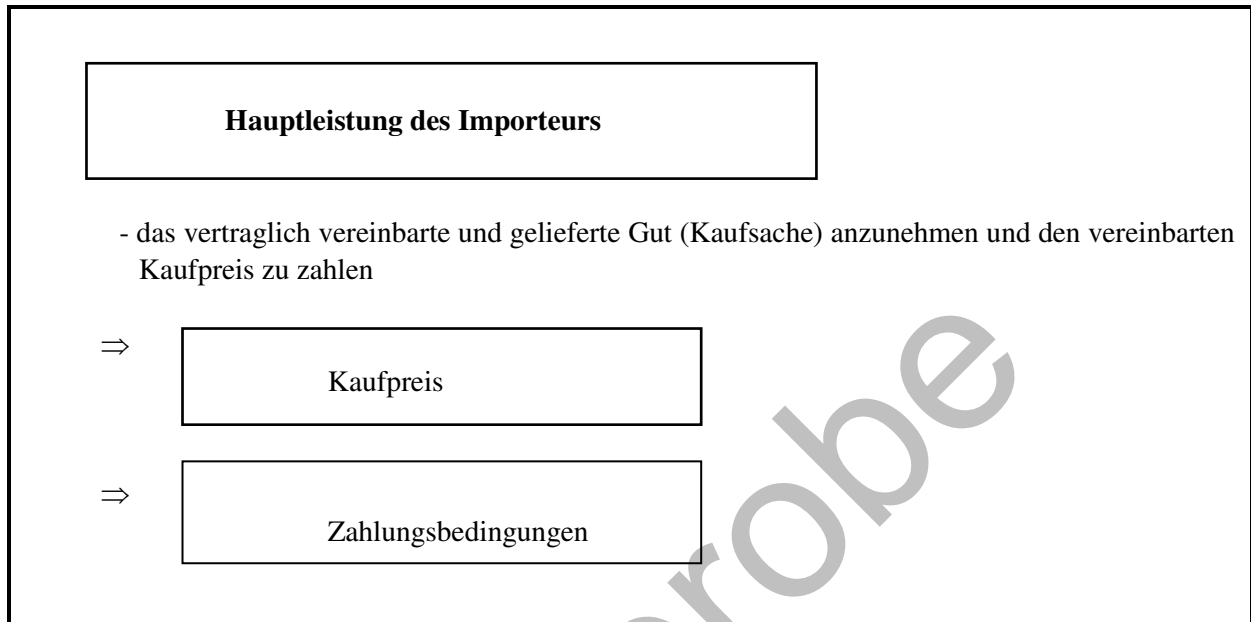 Hauptleistung des Importeurs
- das vertraglich vereinbarte und gelieferte Gut (Kaufsache) anzunehmen und den vereinbarten
Kaufpreis zu zahlen
⇒ Kaufpreis
⇒ Zahlungsbedingungen
robe